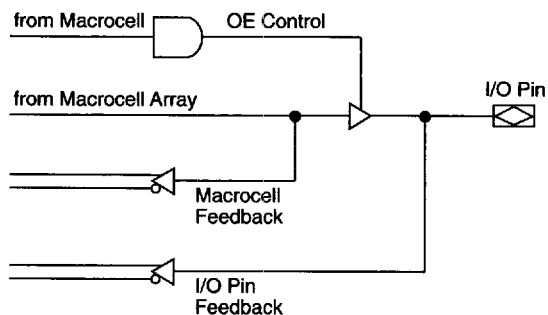 from Macrocell
OE Control
I/O Pin
from Macrocell Array
Macrocell
Feedback
I/O Pin
Feedback